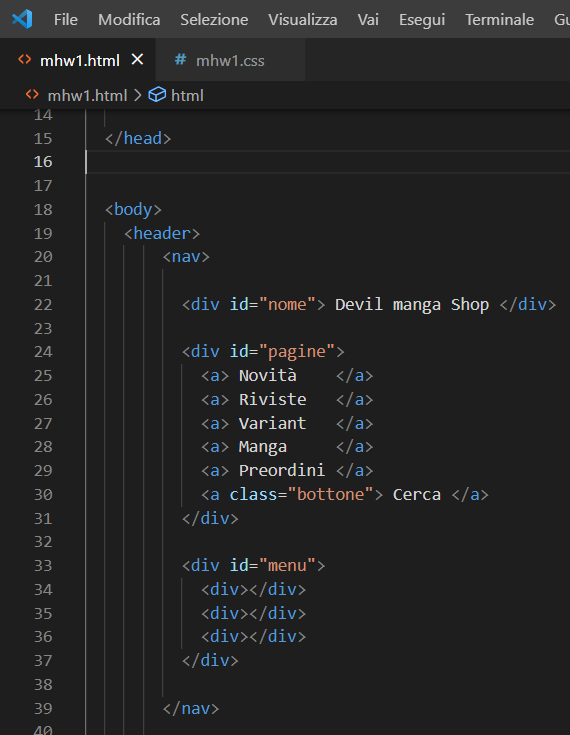 File Modifica Selezione Visualizza Vai Esegui Terminale
mhw1.html mhw1.css
mhw1.html > html
14
15 </head>
16
17
18 <body>
19 <header>
20 <nav>
21
22 <div id="nome"> Devil manga Shop </div>
23
24 <div id="pagine">
25 <a> Novità </a>
26 <a> Riviste </a>
27 <a> Variant </a>
28 <a> Manga </a>
29 <a> Preordini </a>
30 <a class="bottone"> Cerca </a>
31 </div>
32
33 <div id="menu">
34 <div></div>
35 <div></div>
36 <div></div>
37 </div>
38
39 </nav>
40